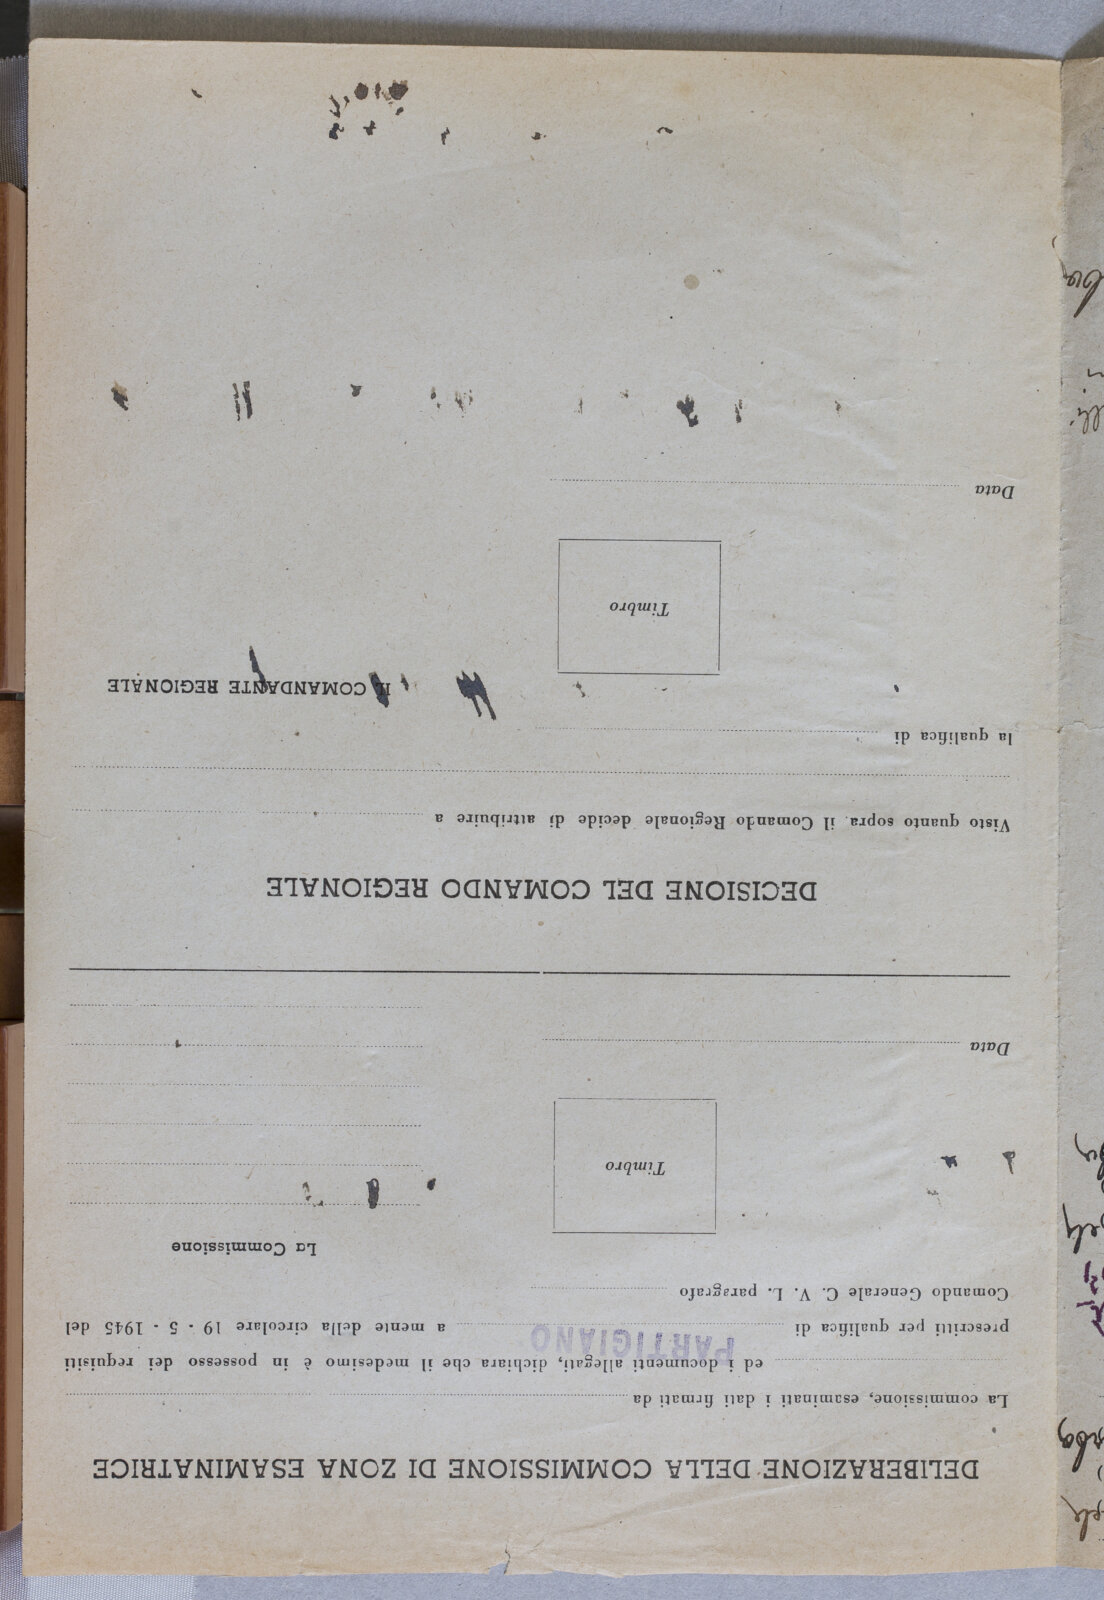 DELIBERAZIONE DELLA COMMISSIONE DI ZONA ESAMINATRICE
La commissione, esaminati i dati firmati da
ed i documenti allegati, dichiara che il medesimo è in possesso dei requisiti
prescritti per qualifica di PARTIGIANO a mente della circolare 19 - 5 - 1945 del
Comando Generale C. V. L. paragrafo
La Commissione
Timbro
Data
DECISIONE DEL COMANDO REGIONALE
Visto quanto sopra il Comando Regionale decide di attribuire a
la qualifica di
IL COMANDANTE REGIONALE
Timbro
Data